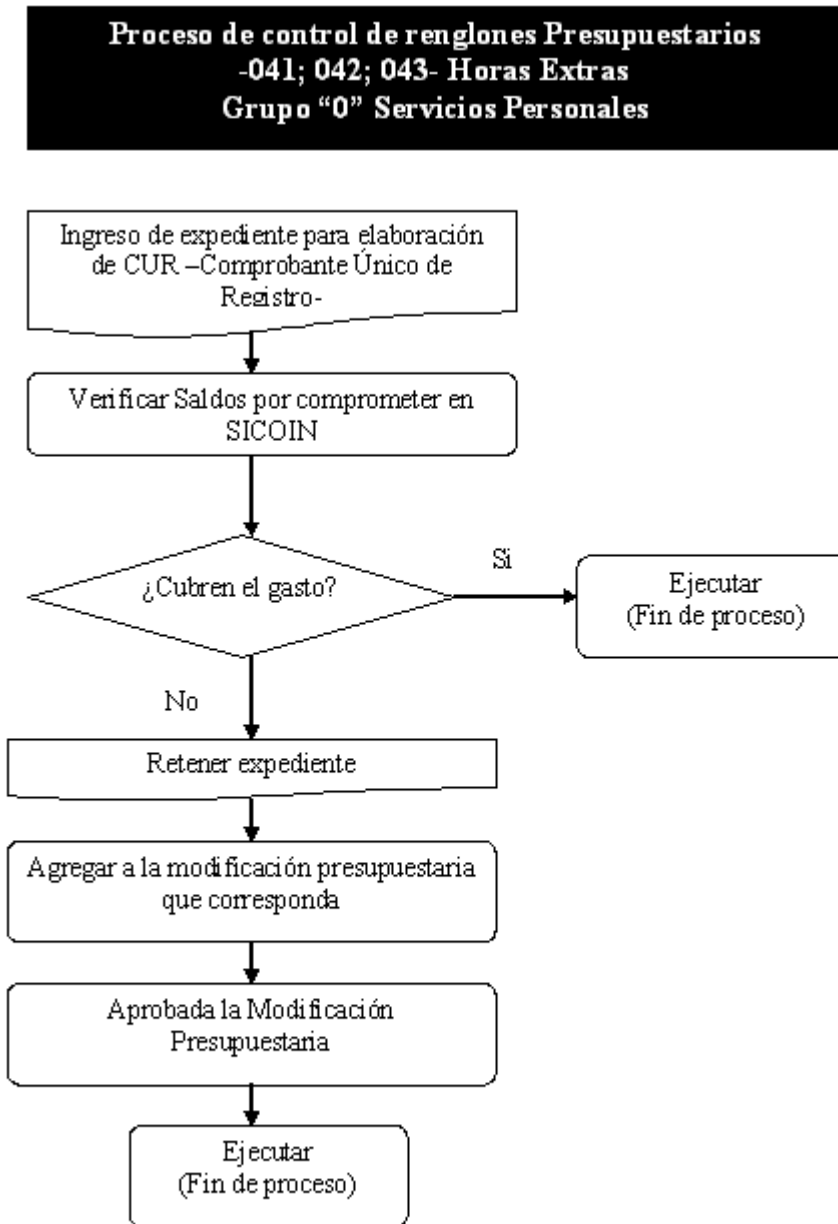 Proceso de control de renglones Presupuestarios
-041; 042; 043- Horas Extras
Grupo “0” Servicios Personales
Ingreso de expediente para elaboración
de CUR –Comprobante Único de
Registro-
Verificar Saldos por comprometer en
SICOIN
¿Cubren el gasto?
Si
Ejecutar
(Fin de proceso)
No
Retener expediente
Agregar a la modificación presupuestaria
que corresponda
Aprobada la Modificación
Presupuestaria
Ejecutar
(Fin de proceso)